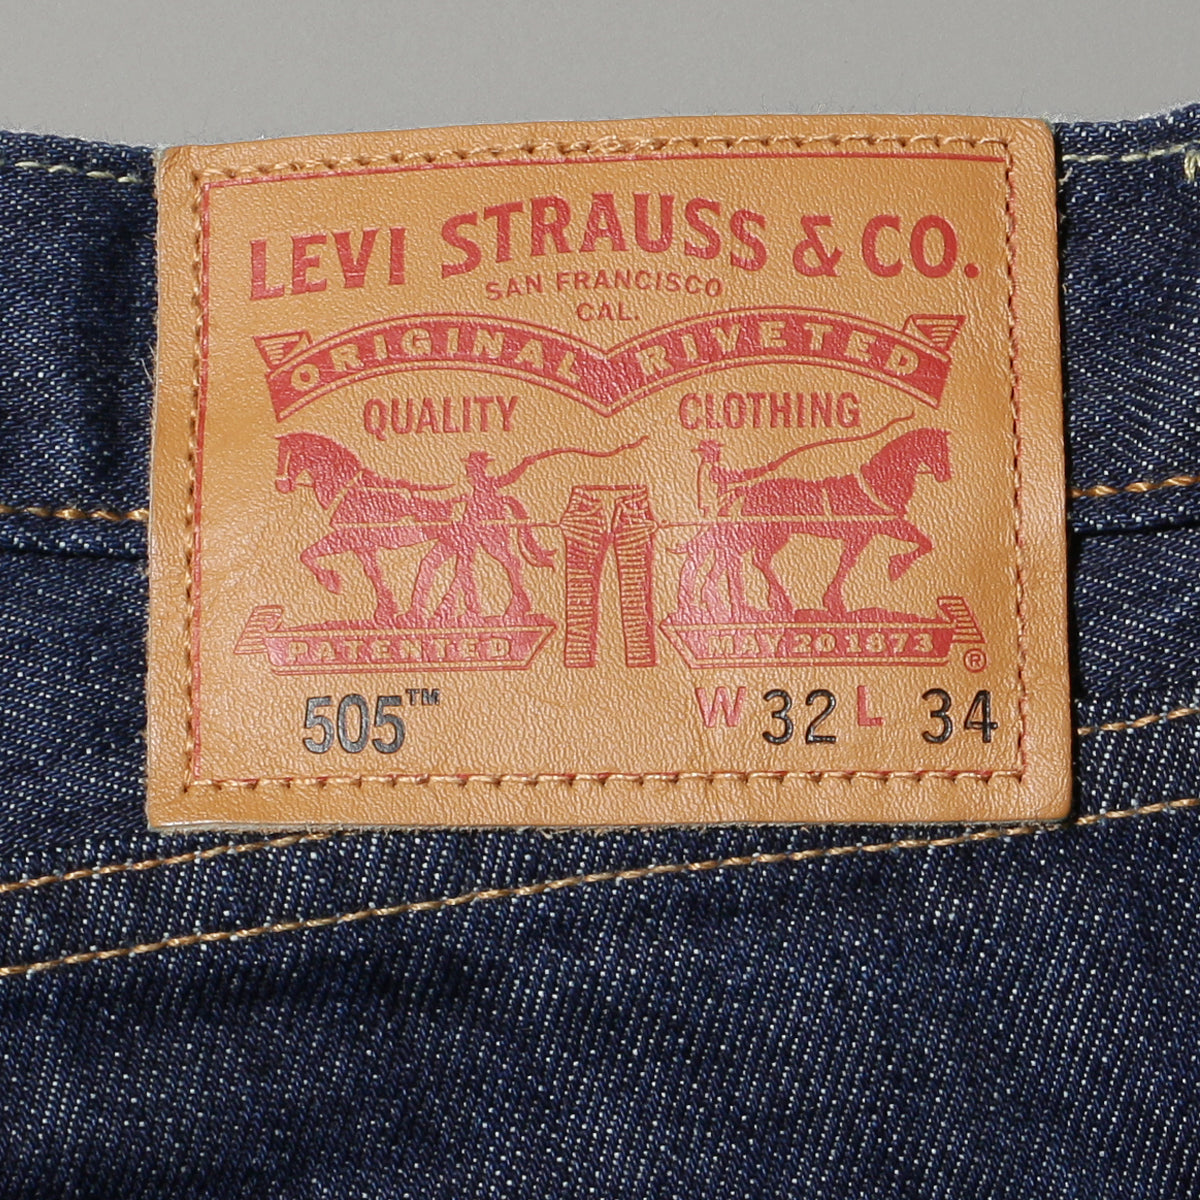 LEVI STRAUSS & CO.
SAN FRANCISCO
CAL.
ORIGINAL RIVETED
QUALITY CLOTHING
PATENTED MAY 20 1873 ®
505™ W 32 L 34